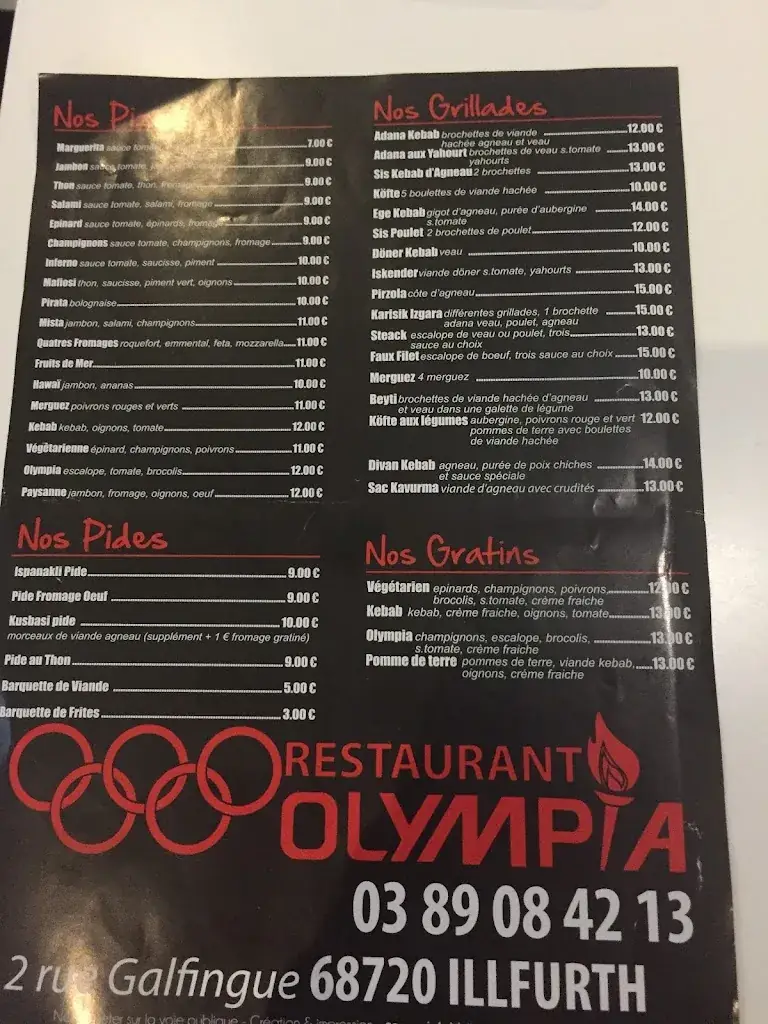 Nos
Marguerita sauce 7.00 €
Jambon sauce tomate, 9.00 €
Thon sauce tomate, thon, fromage 9.00 €
Salami sauce tomate, salami, fromage 9.00 €
Epinard sauce tomate, épinards, fromage 9.00 €
Champignons sauce tomate, champignons, fromage 9.00 €
Inferno sauce tomate, saucisse, piment 10.00 €
Mafiosi thon, saucisse, piment vert, oignons 10.00 €
Pirata bolognaise 10.00 €
Mista jambon, salami, champignons 11.00 €
Quatres Fromages roquefort, emmental, feta, mozzarella 11.00 €
Fruits de Mer 11.00 €
Hawaï jambon, ananas 10.00 €
Merguez poivrons rouges et verts 11.00 €
Kebab kebab, oignons, tomate 12.00 €
Végétarienne épinard, champignons, poivrons 11.00 €
Olympia escalope, tomate, brocolis 12.00 €
Paysanne jambon, fromage, oignons, oeuf 12.00 €
Nos Pides
Ispanakli Pide 9.00 €
Pide Fromage Oeuf 9.00 €
Kusbasi pide 10.00 €
morceaux de viande agneau (supplément + 1 € fromage gratiné)
Pide au Thon 9.00 €
Barquette de Viande 5.00 €
Barquette de Frites 3.00 €
Nos Grillades
Adana Kebab brochettes de viande 12.00 €
hachée agneau et veau
Adana aux Yahourt brochettes de veau s.tomate 13.00 €
yahourts
Sis Kebab d'Agneau 2 brochettes 13.00 €
Köfte 5 boulettes de viande hachée 10.00 €
Ege Kebab gigot d'agneau, purée d'aubergine 14.00 €
s.tomate
Sis Poulet 2 brochettes de poulet 12.00 €
Döner Kebab veau 10.00 €
Iskender viande döner s.tomate, yahourts 13.00 €
Pirzola côte d'agneau 15.00 €
Karisik Izgara différentes grillades, 1 brochette 15.00 €
adana veau, poulet, agneau
Steack escalope de veau ou poulet, trois 13.00 €
sauce au choix
Faux Filet escalope de boeuf, trois sauce au choix 15.00 €
Merguez 4 merguez 10.00 €
Beyti brochettes de viande hachée d'agneau 13.00 €
et veau dans une galette de légume
Köfte aux légumes aubergine, poivrons rouge et vert 12.00 €
pommes de terre avec boulettes
de viande hachée
Divan Kebab agneau, purée de poix chiches 14.00 €
et sauce spéciale
Sac Kavurma viande d'agneau avec crudités 13.00 €
Nos Gratins
Végétarien epinards, champignons, poivrons, 12.00 €
brocolis, s.tomate, crème fraiche
Kebab kebab, crème fraiche, oignons, tomate 13.00 €
Olympia champignons, escalope, brocolis, 13.00 €
s.tomate, crème fraiche
Pomme de terre pommes de terre, viande kebab, 13.00 €
oignons, crème fraiche
RESTAURANT
OLYMPIA
03 89 08 42 13
2 rue Galfingue 68720 ILLFURTH
sur la voie publique - Création & impression